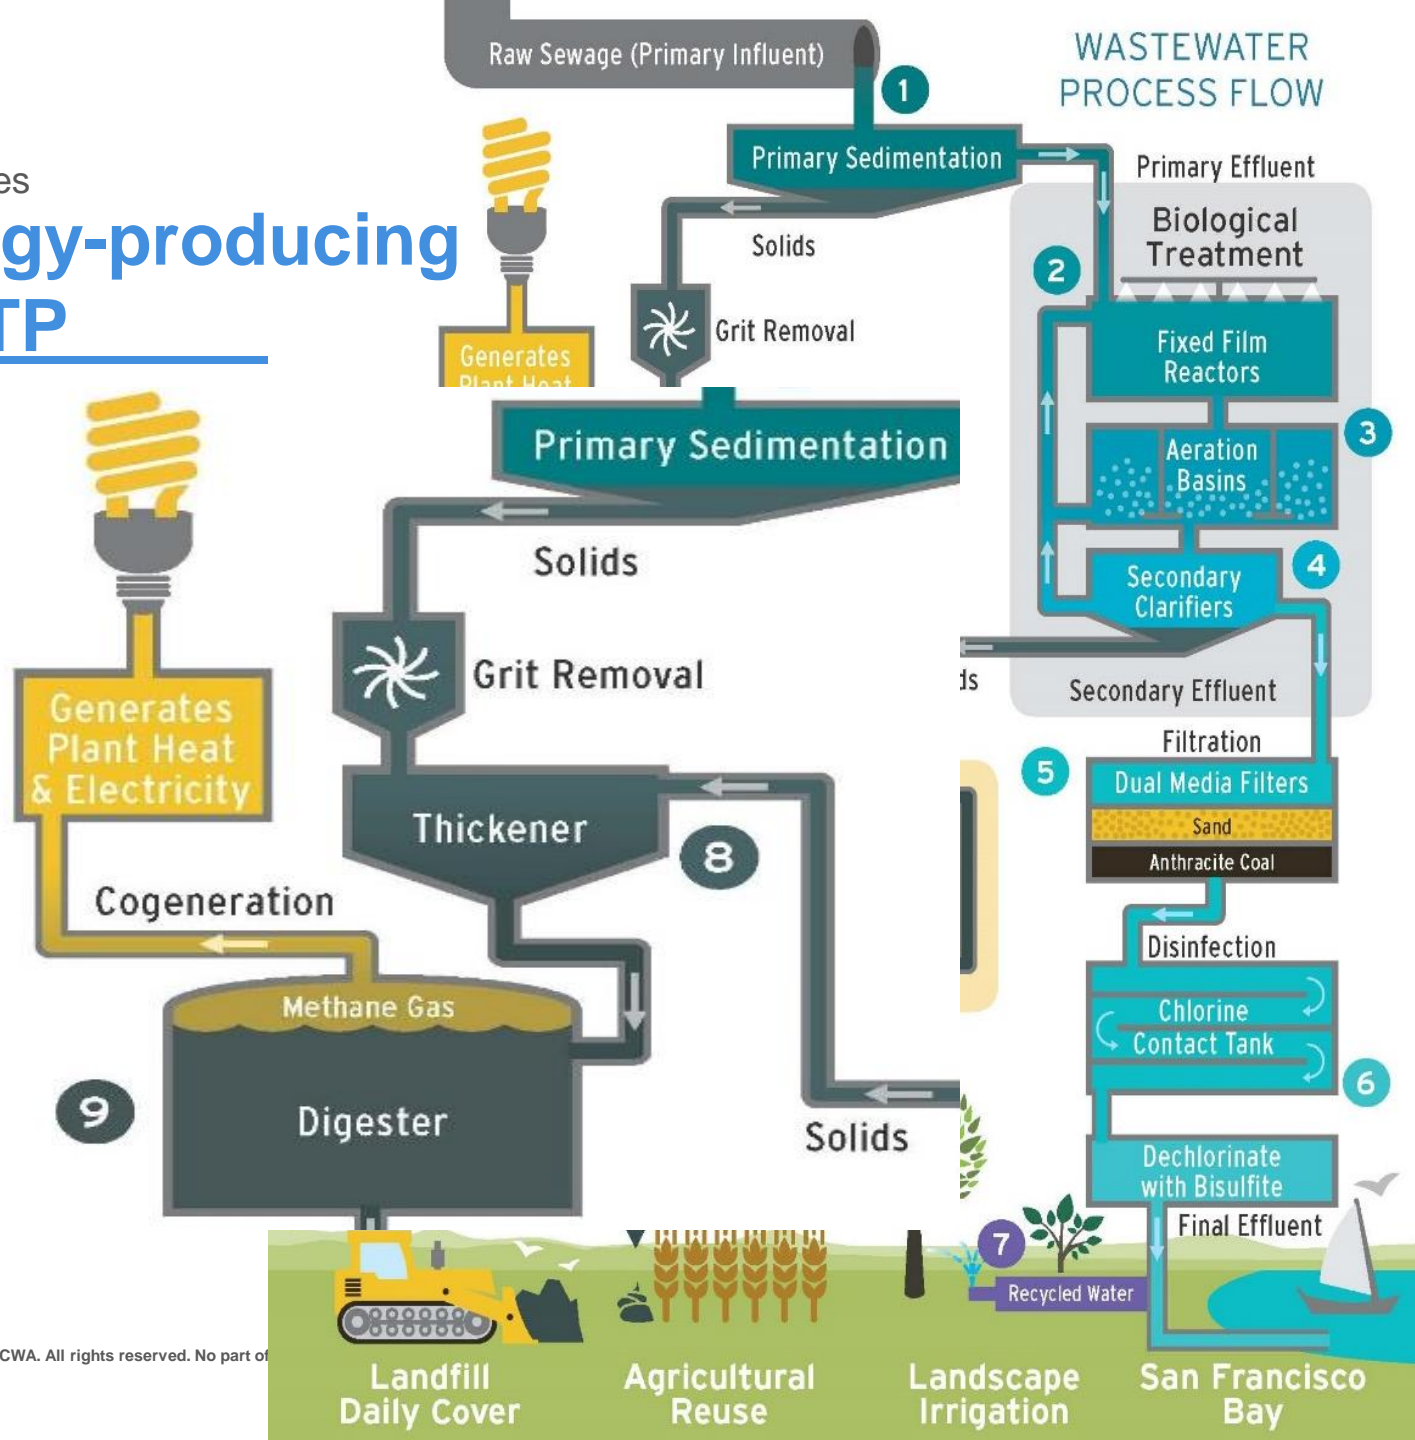 Raw Sewage (Primary Influent)
1
WASTEWATER
PROCESS FLOW
Primary Sedimentation
Primary Effluent
es
gy-producing
TP
Solids
Biological
Treatment
2
Grit Removal
Generates
Plant Heat
Fixed Film
Reactors
3
Aeration
Basins
4
Secondary
Clarifiers
Secondary Effluent
ds
Primary Sedimentation
Solids
Grit Removal
Generates
Plant Heat
& Electricity
Thickener
8
Cogeneration
Methane Gas
9
Digester
Solids
Filtration
5
Dual Media Filters
Sand
Anthracite Coal
Disinfection
Chlorine
Contact Tank
6
Dechlorinate
with Bisulfite
Final Effluent
7
Recycled Water
CWA. All rights reserved. No part of
Landfill
Daily Cover
Agricultural
Reuse
Landscape
Irrigation
San Francisco
Bay